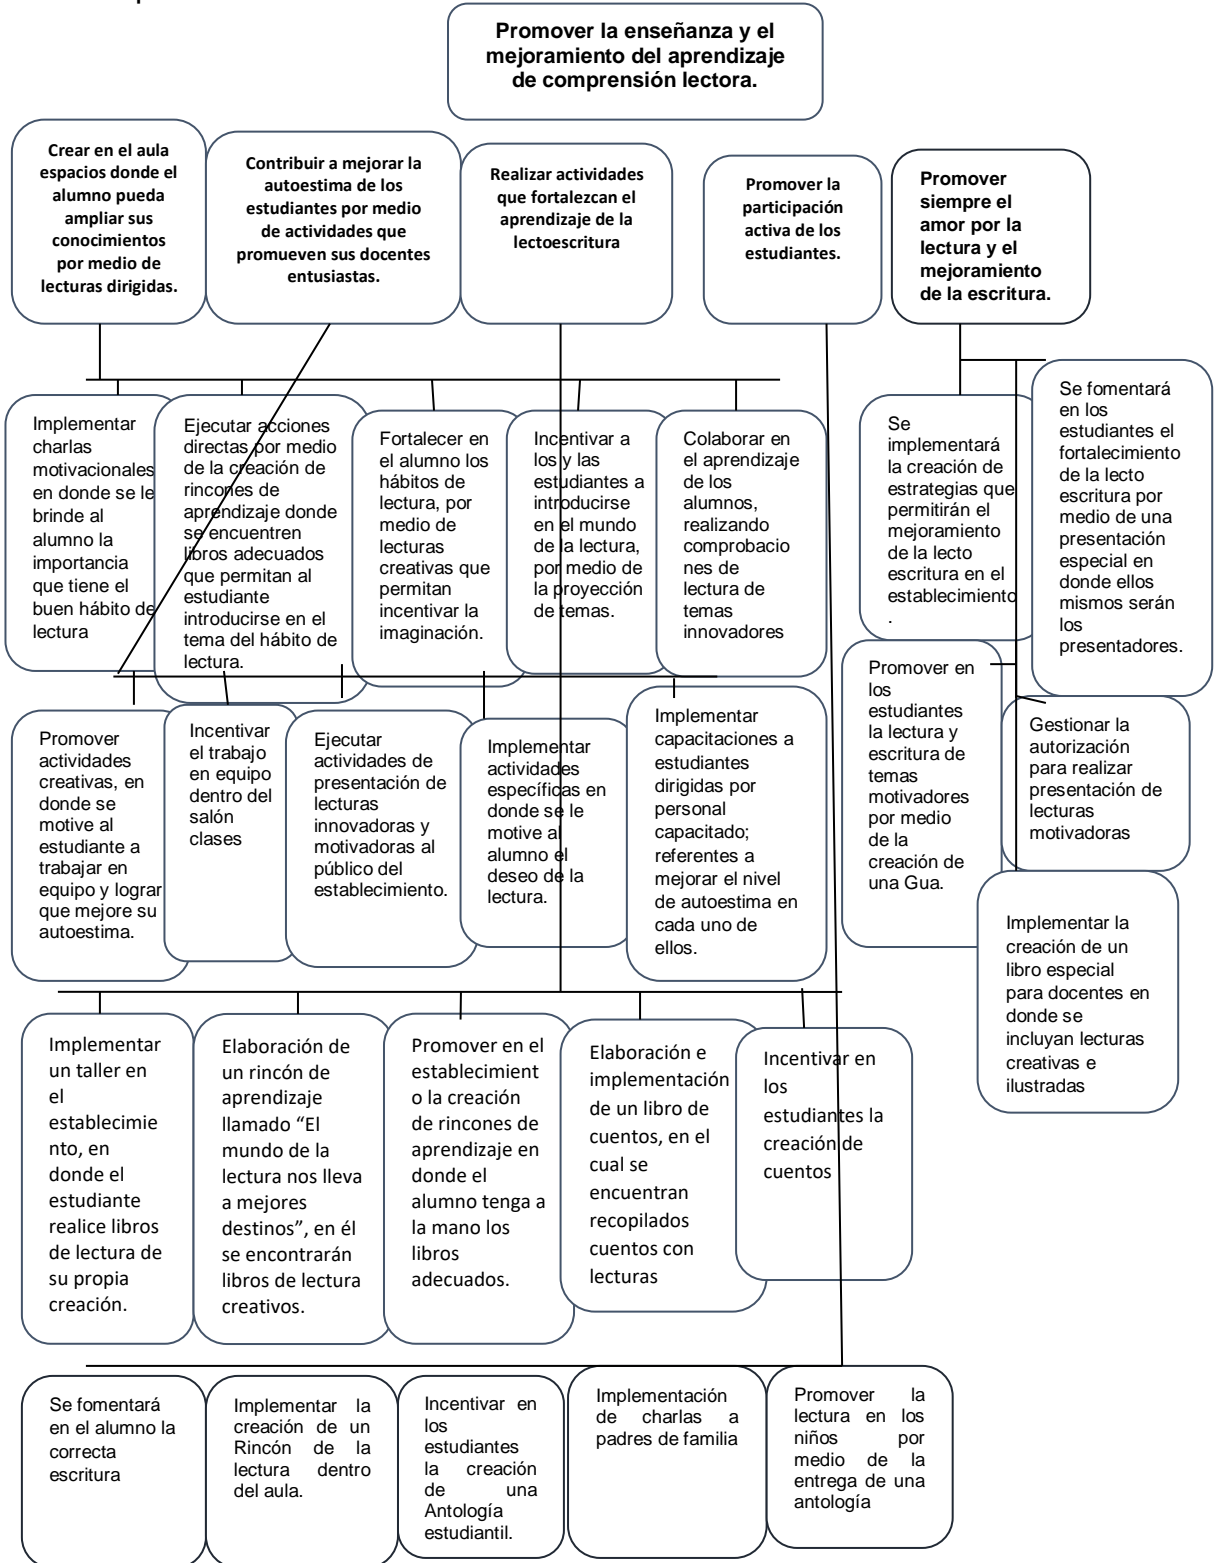 Promover la enseñanza y el
mejoramiento del aprendizaje
de comprensión lectora.
Crear en el aula
espacios donde el
alumno pueda
ampliar sus
conocimientos
por medio de
lecturas dirigidas.
Contribuir a mejorar la
autoestima de los
estudiantes por medio
de actividades que
promueven sus docentes
entusiastas.
Realizar actividades
que fortalezcan el
aprendizaje de la
lectoescritura
Promover la
participación
activa de los
estudiantes.
Promover
siempre el
amor por la
lectura y el
mejoramiento
de la escritura.
Implementar
charlas
motivacionales
en donde se le
brinde al
alumno la
importancia
que tiene el
buen hábito de
lectura
Ejecutar acciones
directas por medio
de la creación de
rincones de
aprendizaje donde
se encuentren
libros adecuados
que permitan al
estudiante
introducirse en el
tema del hábito de
lectura.
Fortalecer en
el alumno los
hábitos de
lectura, por
medio de
lecturas
creativas que
permitan
incentivar la
imaginación.
Incentivar a
los y las
estudiantes a
introducirse
en el mundo
de la lectura,
por medio de
la proyección
de temas.
Colaborar en
el aprendizaje
de los
alumnos,
realizando
comprobacio
nes de
lectura de
temas
innovadores
Se
implementará
la creación de
estrategias que
permitirán el
mejoramiento
de la lecto
escritura en el
establecimiento
.
Se fomentará
en los
estudiantes el
fortalecimiento
de la lecto
escritura por
medio de una
presentación
especial en
donde ellos
mismos serán
los
presentadores.
Promover
actividades
creativas, en
donde se
motive al
estudiante a
trabajar en
equipo y lograr
que mejore su
autoestima.
Incentivar
el trabajo
en equipo
dentro del
salón
clases
Ejecutar
actividades de
presentación de
lecturas
innovadoras y
motivadoras al
público del
establecimiento.
Implementar
actividades
específicas en
donde se le
motive al
alumno el
deseo de la
lectura.
Implementar
capacitaciones a
estudiantes
dirigidas por
personal
capacitado;
referentes a
mejorar el nivel
de autoestima en
cada uno de
ellos.
Promover en
los
estudiantes
la lectura y
escritura de
temas
motivadores
por medio
de la
creación de
una Gua.
Gestionar la
autorización
para realizar
presentación de
lecturas
motivadoras
Implementar la
creación de un
libro especial
para docentes en
donde se
incluyan lecturas
creativas e
ilustradas
Implementar
un taller en
el
establecimie
nto, en
donde el
estudiante
realice libros
de lectura de
su propia
creación.
Elaboración de
un rincón de
aprendizaje
llamado “El
mundo de la
lectura nos lleva
a mejores
destinos”, en él
se encontrarán
libros de lectura
creativos.
Promover en el
establecimient
o la creación
de rincones de
aprendizaje en
donde el
alumno tenga a
la mano los
libros
adecuados.
Elaboración e
implementación
de un libro de
cuentos, en el
cual se
encuentran
recopilados
cuentos con
lecturas
Incentivar en
los
estudiantes la
creación de
cuentos
Se fomentará
en el alumno la
correcta
escritura
Implementar la
creación de un
Rincón de la
lectura dentro
del aula.
Incentivar en
los
estudiantes
la creación
de una
Antología
estudiantil.
Implementación
de charlas a
padres de familia
Promover la
lectura en los
niños por
medio de la
entrega de una
antología